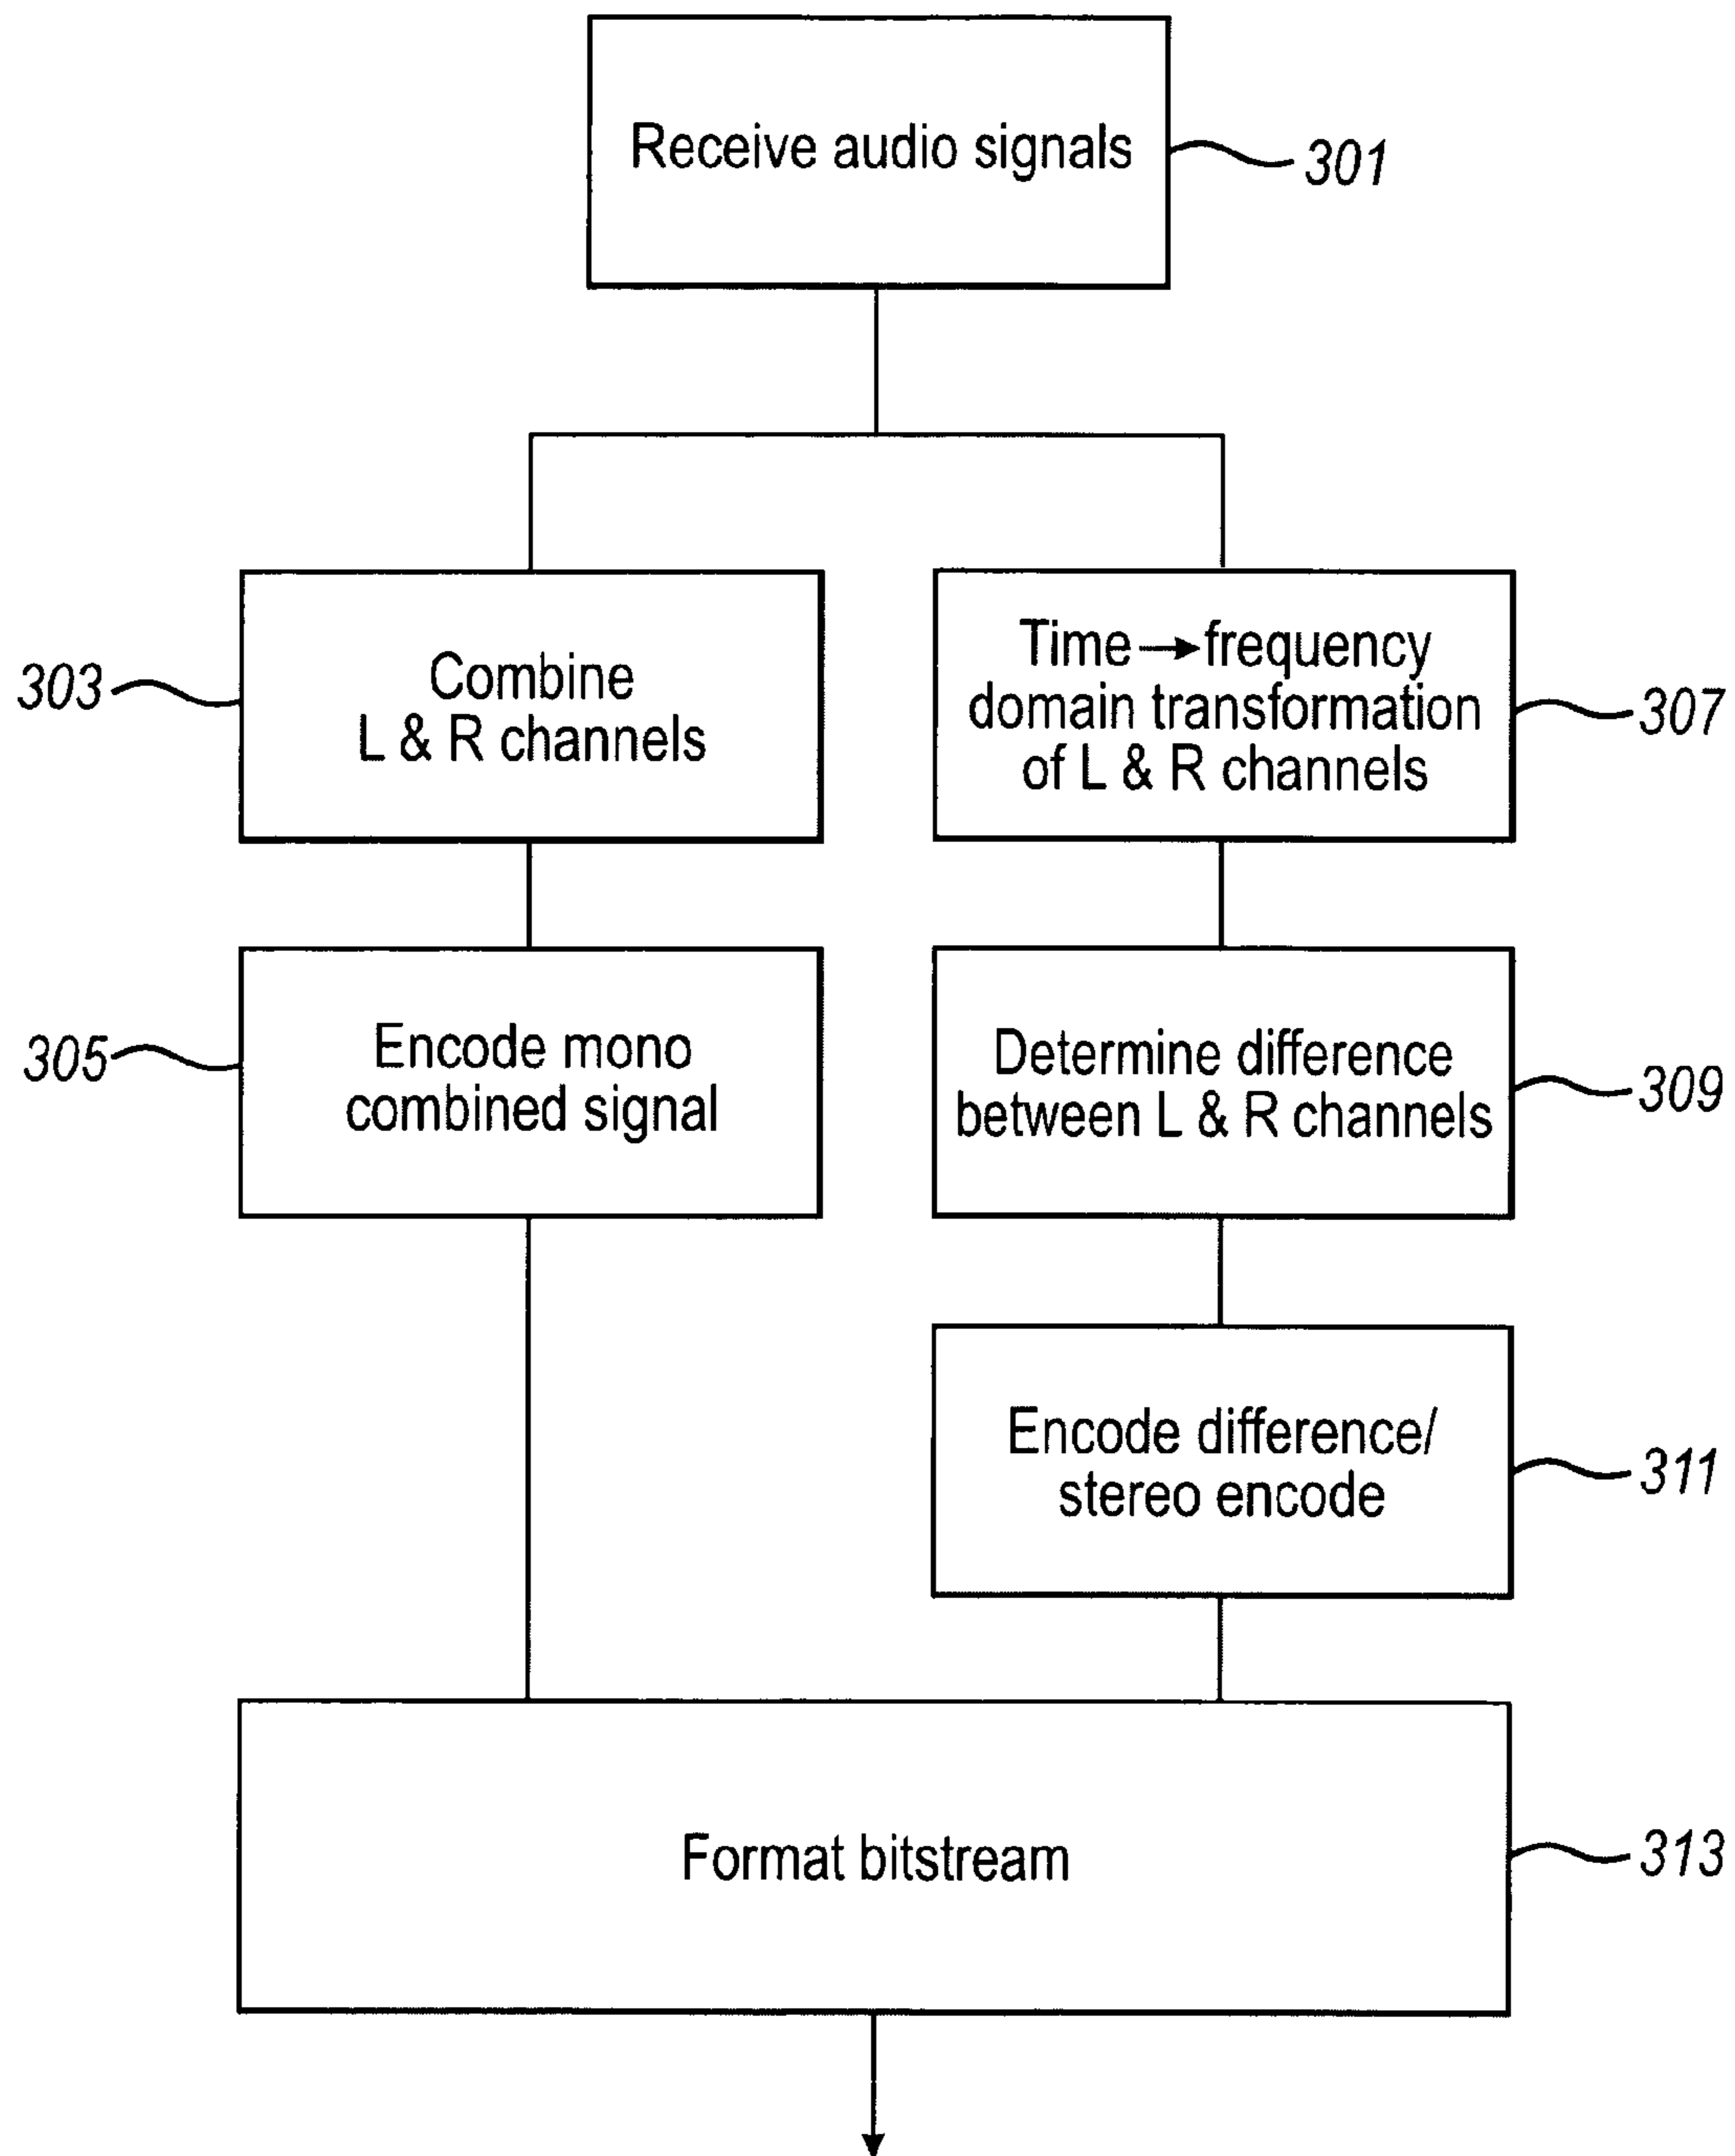 Receive audio signals
301
Combine
L & R channels
303
Time→frequency
domain transformation
of L & R channels
307
Encode mono
combined signal
305
Determine difference
between L & R channels
309
Encode difference/
stereo encode
311
Format bitstream
313